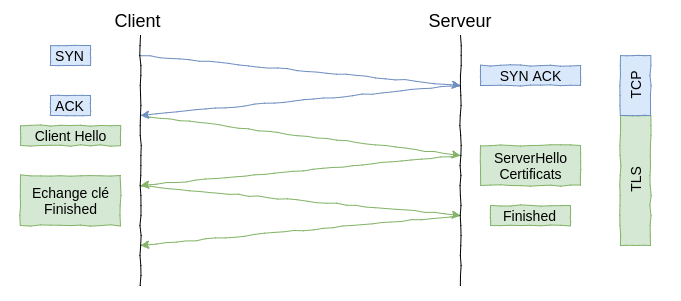 Client
Serveur
SYN
SYN ACK
TCP
ACK
Client Hello
ServerHello
Certificats
TLS
Echange clé
Finished
Finished